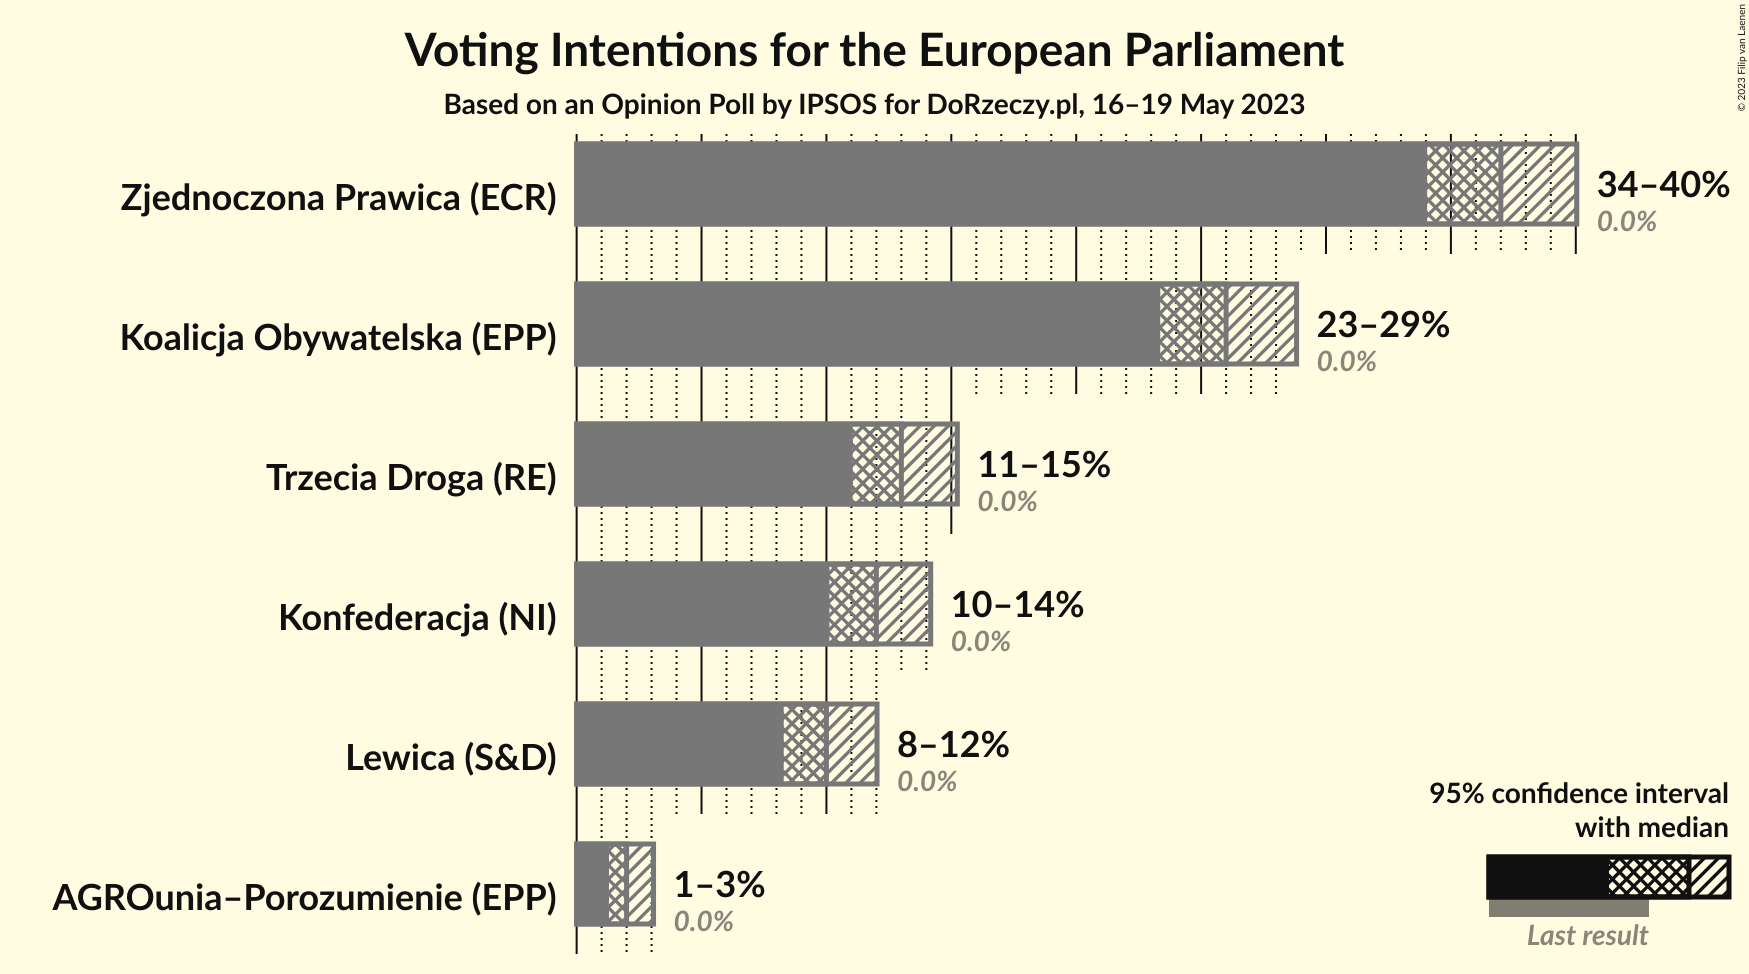 Voting Intentions for the European Parliament
Based on an Opinion Poll by IPSOS for DoRzeczy.pl, 16–19 May 2023
© 2023 Filip van Laenen
Zjednoczona Prawica (ECR)
34–40%
0.0%
Koalicja Obywatelska (EPP)
23–29%
0.0%
Trzecia Droga (RE)
11–15%
0.0%
Konfederacja (NI)
10–14%
0.0%
Lewica (S&D)
8–12%
0.0%
AGROunia–Porozumienie (EPP)
1–3%
0.0%
95% confidence interval
with median
Last result